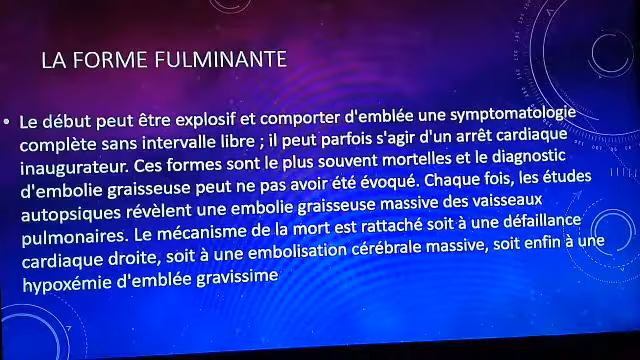 LA FORME FULMINANTE
• Le début peut être explosif et comporter d'emblée une symptomatologie
complète sans intervalle libre ; il peut parfois s'agir d'un arrêt cardiaque
inaugurateur. Ces formes sont le plus souvent mortelles et le diagnostic
d'embolie graisseuse peut ne pas avoir été évoqué. Chaque fois, les études
autopsiques révèlent une embolie graisseuse massive des vaisseaux
pulmonaires. Le mécanisme de la mort est rattaché soit à une défaillance
cardiaque droite, soit à une embolisation cérébrale massive, soit enfin à une
hypoxémie d'emblée gravissime